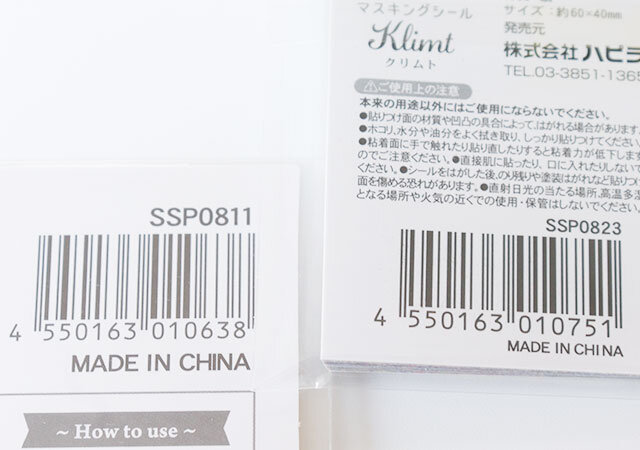 SSP0811
4 550163 010638
MADE IN CHINA
~ How to use ~
マスキングシール
サイズ：約60×40mm
Klimt
クリムト
発売元
株式会社 ハピラ
TEL.03-3851-1365
ご使用上の注意
本来の用途以外にはご使用にならないでください。
●貼りつけ面の材質や凹凸の具合によって、はがれる場合があります
●ホコリ、水分や油分をよく拭き取り、しっかり貼りつけてください。
●粘着面に手で触れたり貼り直したりすると粘着力が低下します
のでご注意ください。●直接肌に貼ったり、口に入れたりしないで
ください。●シールをはがした後、のり残りや塗装はがれなど貼りつけ
面を傷める恐れがあります。●直射日光の当たる場所、高温多湿
となる場所や火気の近くでの使用・保管はしないでください。
SSP0823
4 550163 010751
MADE IN CHINA